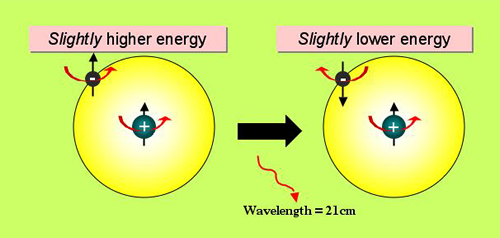 Slightly higher energy
Slightly lower energy
-
-
+
+
Wavelength = 21cm